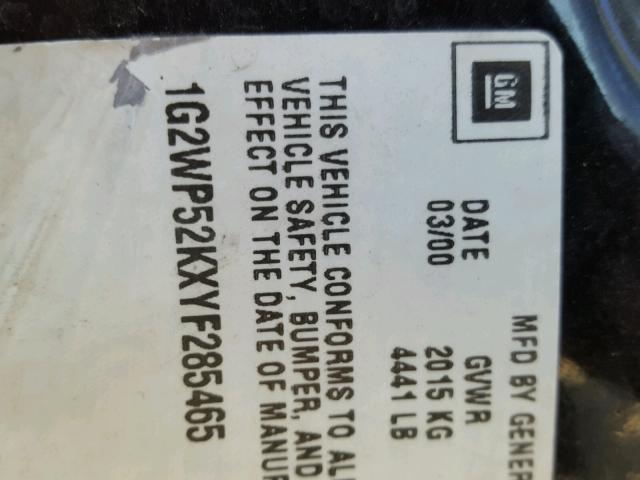 GM
MFD BY GENER
DATE GVWR
03/00 2015 KG
4441 LB
THIS VEHICLE CONFORMS TO AL
VEHICLE SAFETY, BUMPER, AND
EFFECT ON THE DATE OF MANUF
1G2WP52KXYF285465